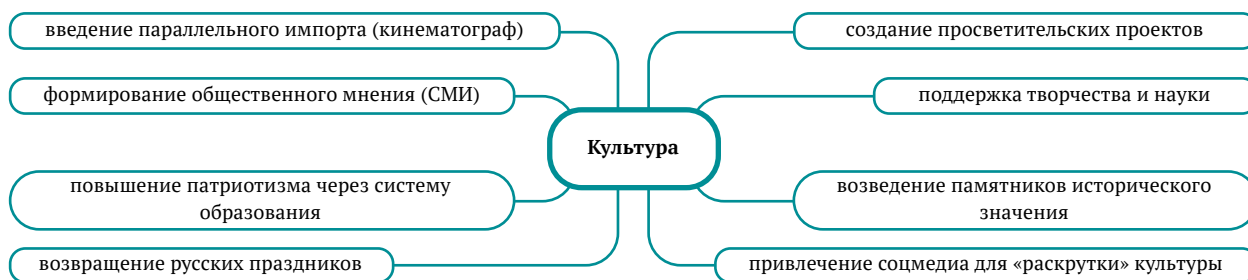 введение параллельного импорта (кинематограф)
формирование общественного мнения (СМИ)
повышение патриотизма через систему
образования
возвращение русских праздников
Культура
создание просветительских проектов
поддержка творчества и науки
возведение памятников исторического
значения
привлечение соцмедиа для «раскрутки» культуры